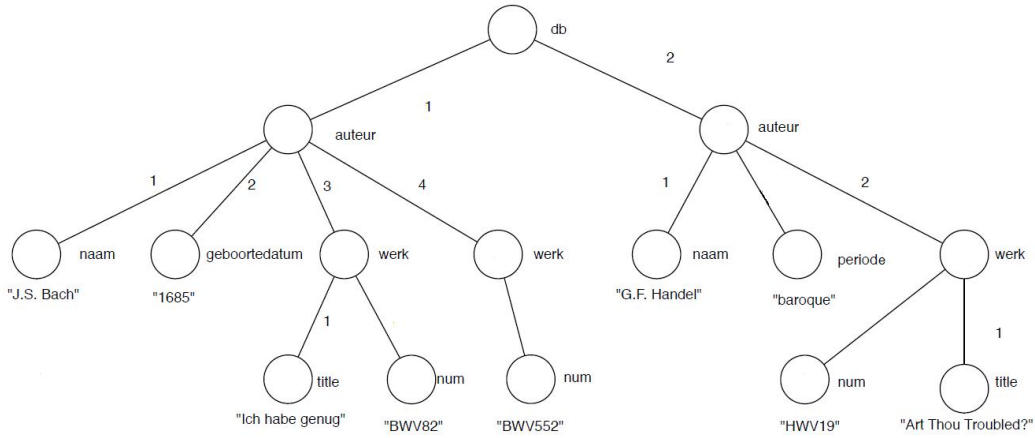 db
2
1
auteur
auteur
1
2
3
4
1
2
naam
geboortedatum
werk
werk
naam
periode
werk
"J.S. Bach"
"1685"
"G.F. Handel"
"baroque"
1
1
title
num
num
num
title
"Ich habe genug"
"BWV82"
"BWV552"
"HWV19"
"Art Thou Troubled?"